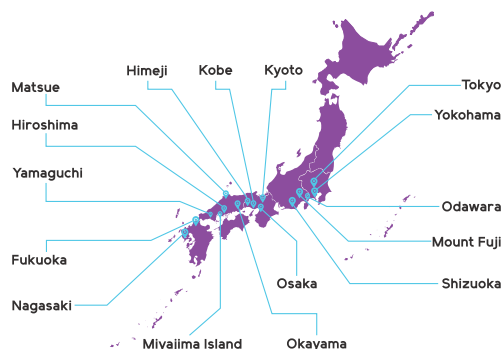 Himeji
Kobe
Kyoto
Matsue
Tokyo
Hiroshima
Yokohama
Yamaguchi
Odawara
Mount Fuji
Fukuoka
Osaka
Shizuoka
Nagasaki
Miyajima Island
Okayama